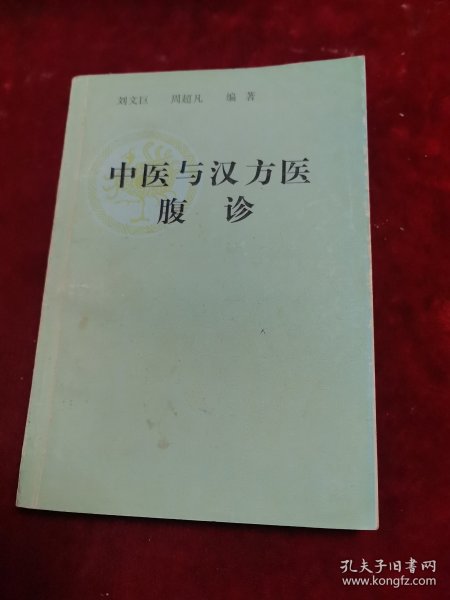 刘文巨 周超凡 编著
中医与汉方医
腹诊
孔夫子旧书网
www.kongfz.com